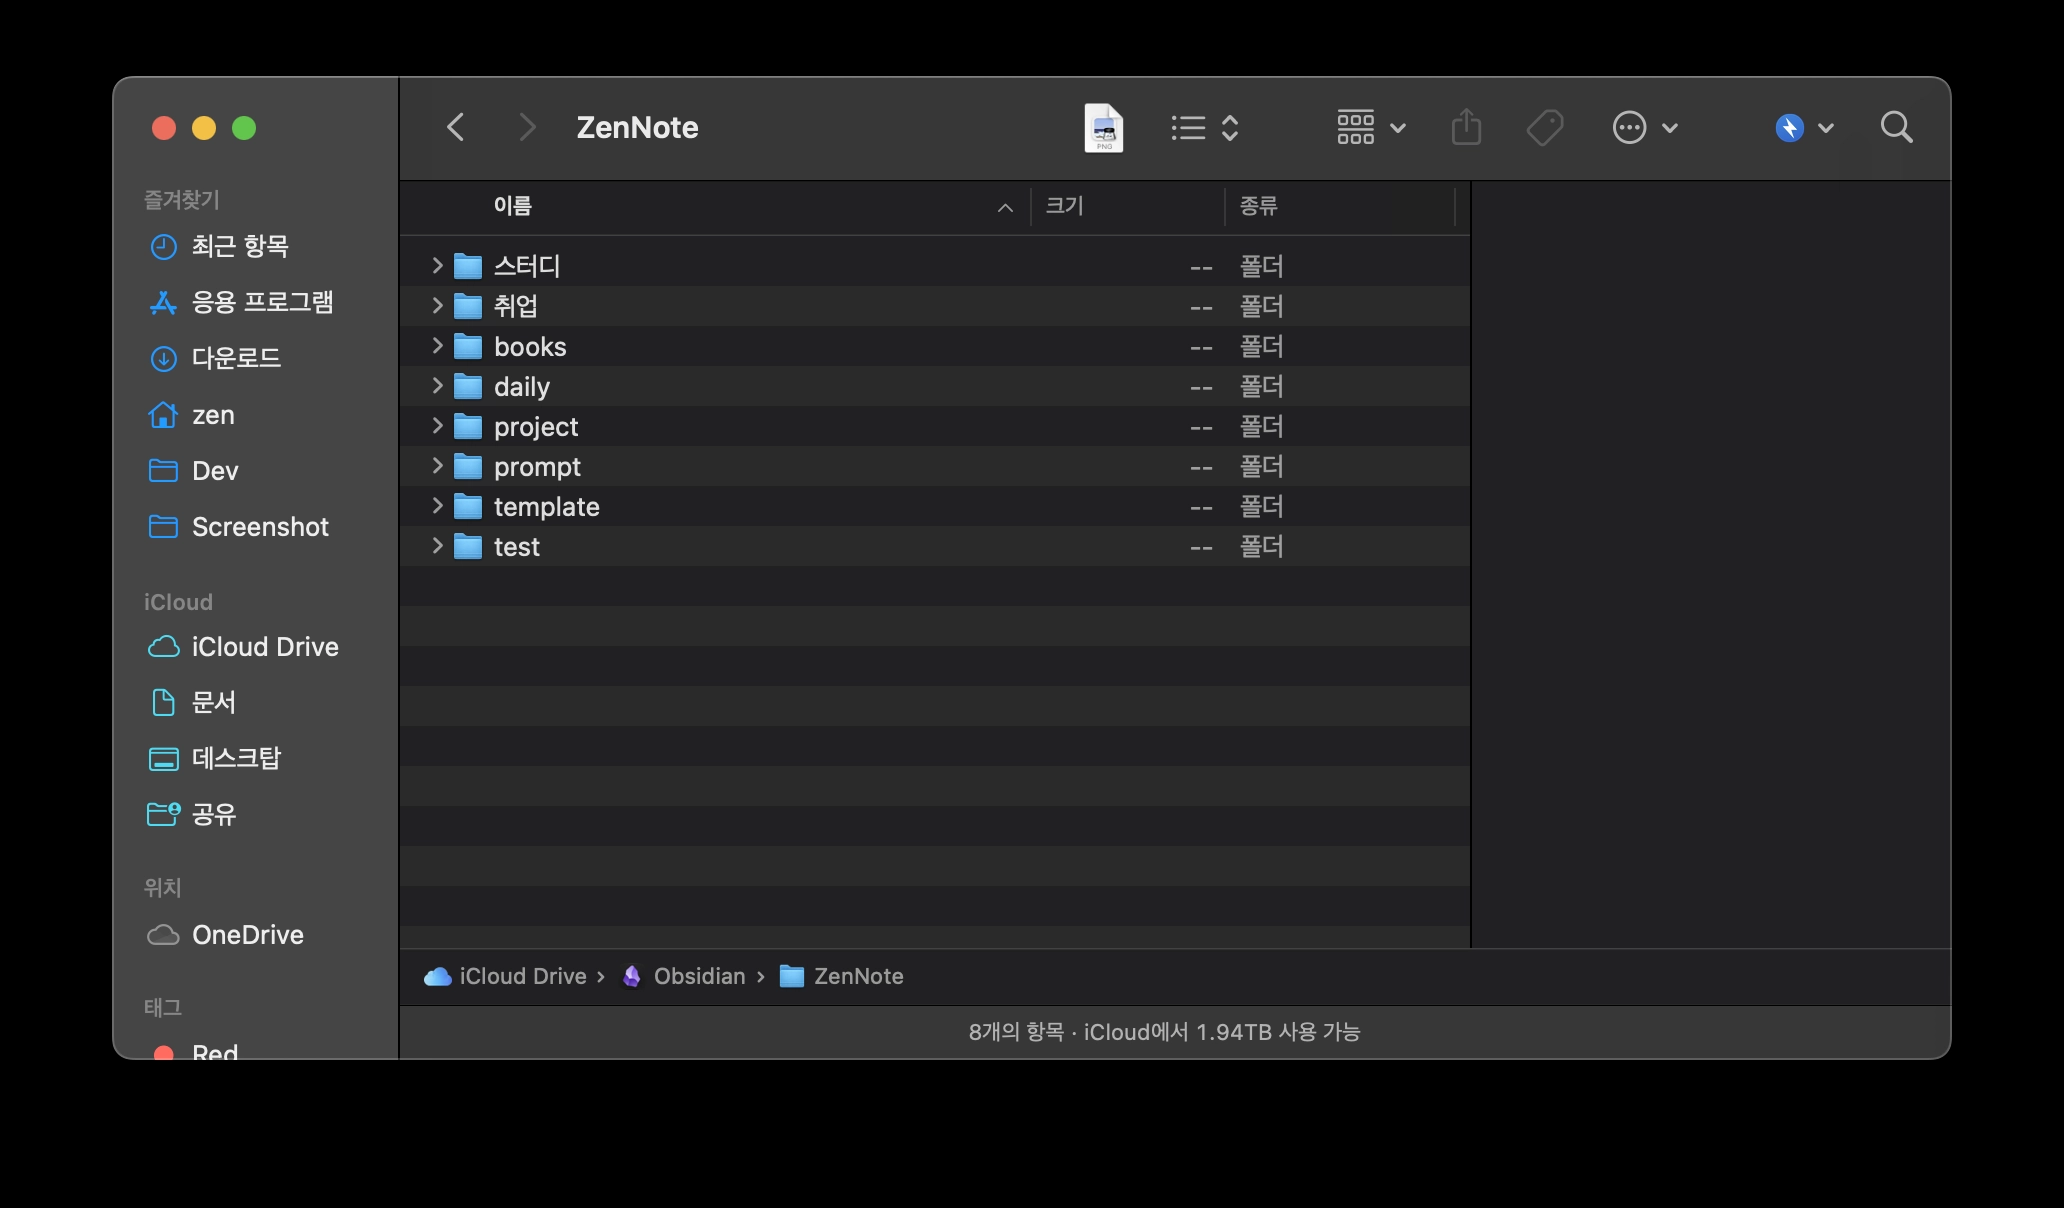 ZenNote
PNG
즐겨찾기
최근 항목
응용 프로그램
다운로드
zen
Dev
Screenshot
iCloud
iCloud Drive
문서
데스크탑
공유
위치
OneDrive
태그
Red
이름 크기 종류
스터디 -- 폴더
취업 -- 폴더
books -- 폴더
daily -- 폴더
project -- 폴더
prompt -- 폴더
template -- 폴더
test -- 폴더
iCloud Drive › Obsidian › ZenNote
8개의 항목 · iCloud에서 1.94TB 사용 가능